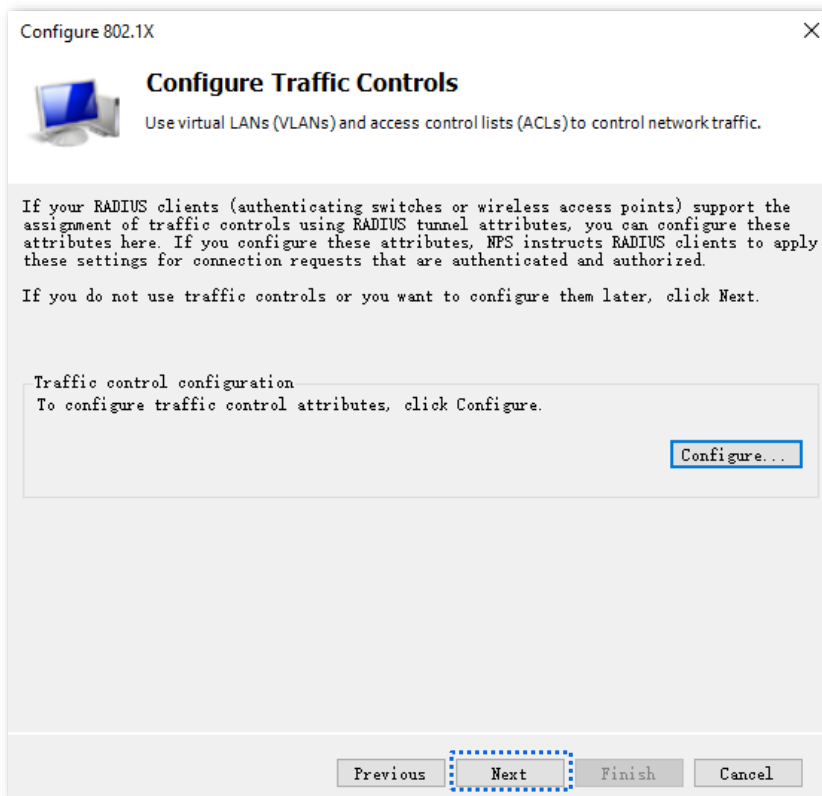 Configure 802.1X
Configure Traffic Controls
Use virtual LANs (VLANs) and access control lists (ACLs) to control network traffic.
If your RADIUS clients (authenticating switches or wireless access points) support the
assignment of traffic controls using RADIUS tunnel attributes, you can configure these
attributes here. If you configure these attributes, NPS instructs RADIUS clients to apply
these settings for connection requests that are authenticated and authorized.
If you do not use traffic controls or you want to configure them later, click Next.
Traffic control configuration
To configure traffic control attributes, click Configure.
Configure...
Previous Next Finish Cancel